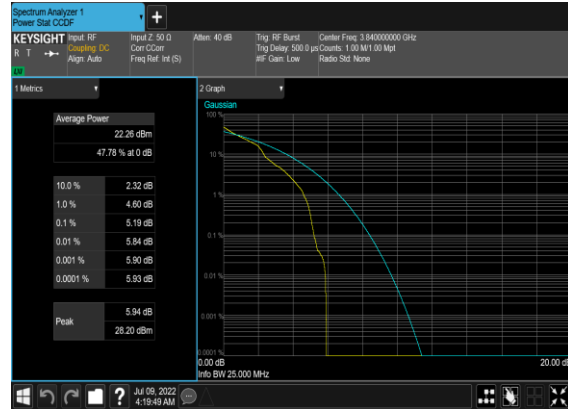 Spectrum Analyzer 1
Power Stat CCDF
KEYSIGHT
R T
LM
Input: RF
Coupling: DC
Align: Auto
Input Z: 50 Ω
Corr CCorr
Freq Ref: Int (S)
Atten: 40 dB
Trig: RF Burst
Trig Delay: 500.0 µs
#IF Gain: Low
Center Freq: 3.840000000 GHz
Counts: 1.00 M/1.00 Mpt
Radio Std: None
1 Metrics
Average Power
22.26 dBm
47.78 % at 0 dB
10.0 % 2.32 dB
1.0 % 4.60 dB
0.1 % 5.19 dB
0.01 % 5.84 dB
0.001 % 5.90 dB
0.0001 % 5.93 dB
Peak
5.94 dB
28.20 dBm
2 Graph
Gaussian
100 %
10 %
1 %
0.1 %
0.01 %
0.001 %
0.0001 %
0.00 dB
20.00 dB
Info BW 25.000 MHz
Jul 09, 2022
4:19:49 AM